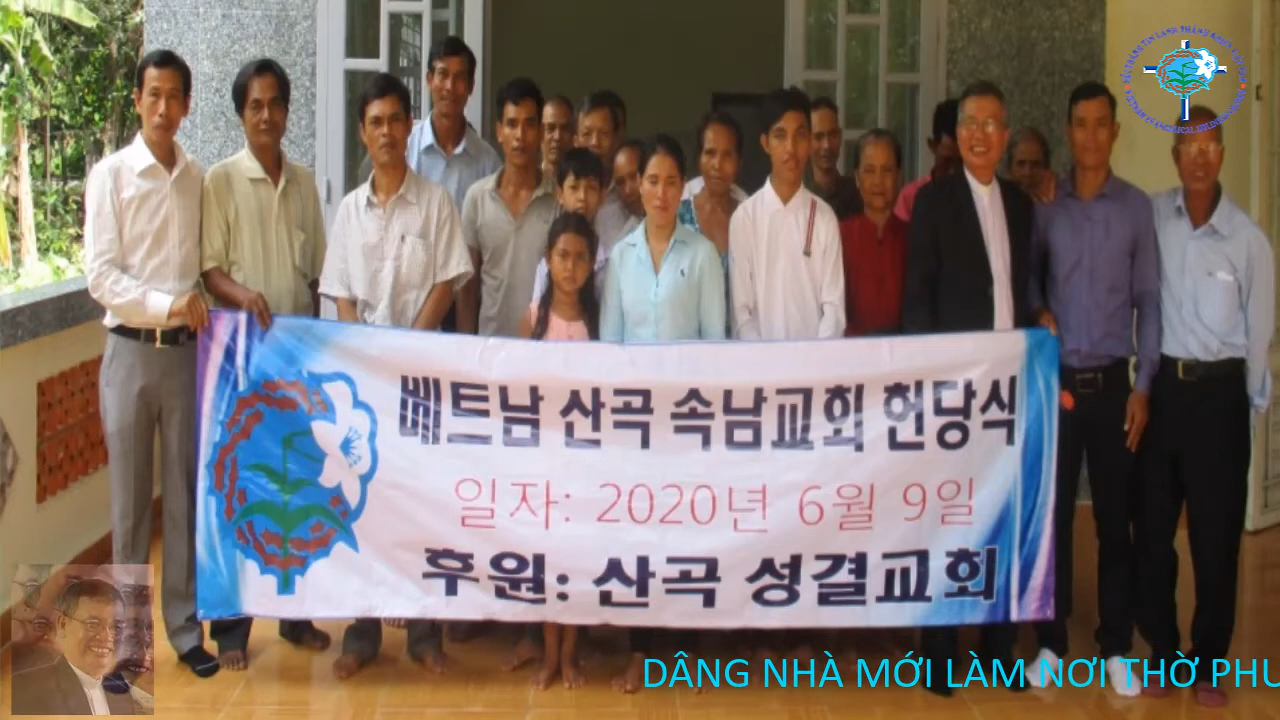 베트남 산곡 속남교회 헌당식
일자: 2020년 6월 9일
후원: 산곡 성결교회
DÂNG NHÀ MỚI LÀM NƠI THỜ PHU